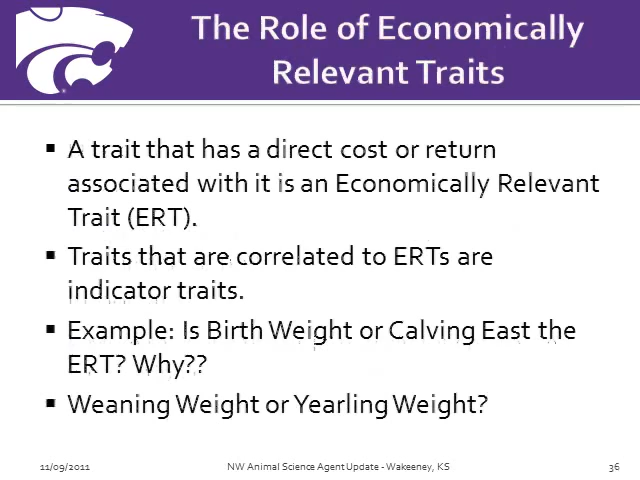 The Role of Economically
Relevant Traits
▪ A trait that has a direct cost or return
associated with it is an Economically Relevant
Trait (ERT).
▪ Traits that are correlated to ERTs are
indicator traits.
▪ Example: Is Birth Weight or Calving East the
ERT? Why??
▪ Weaning Weight or Yearling Weight?
11/09/2011 NW Animal Science Agent Update - Wakeeney, KS 36